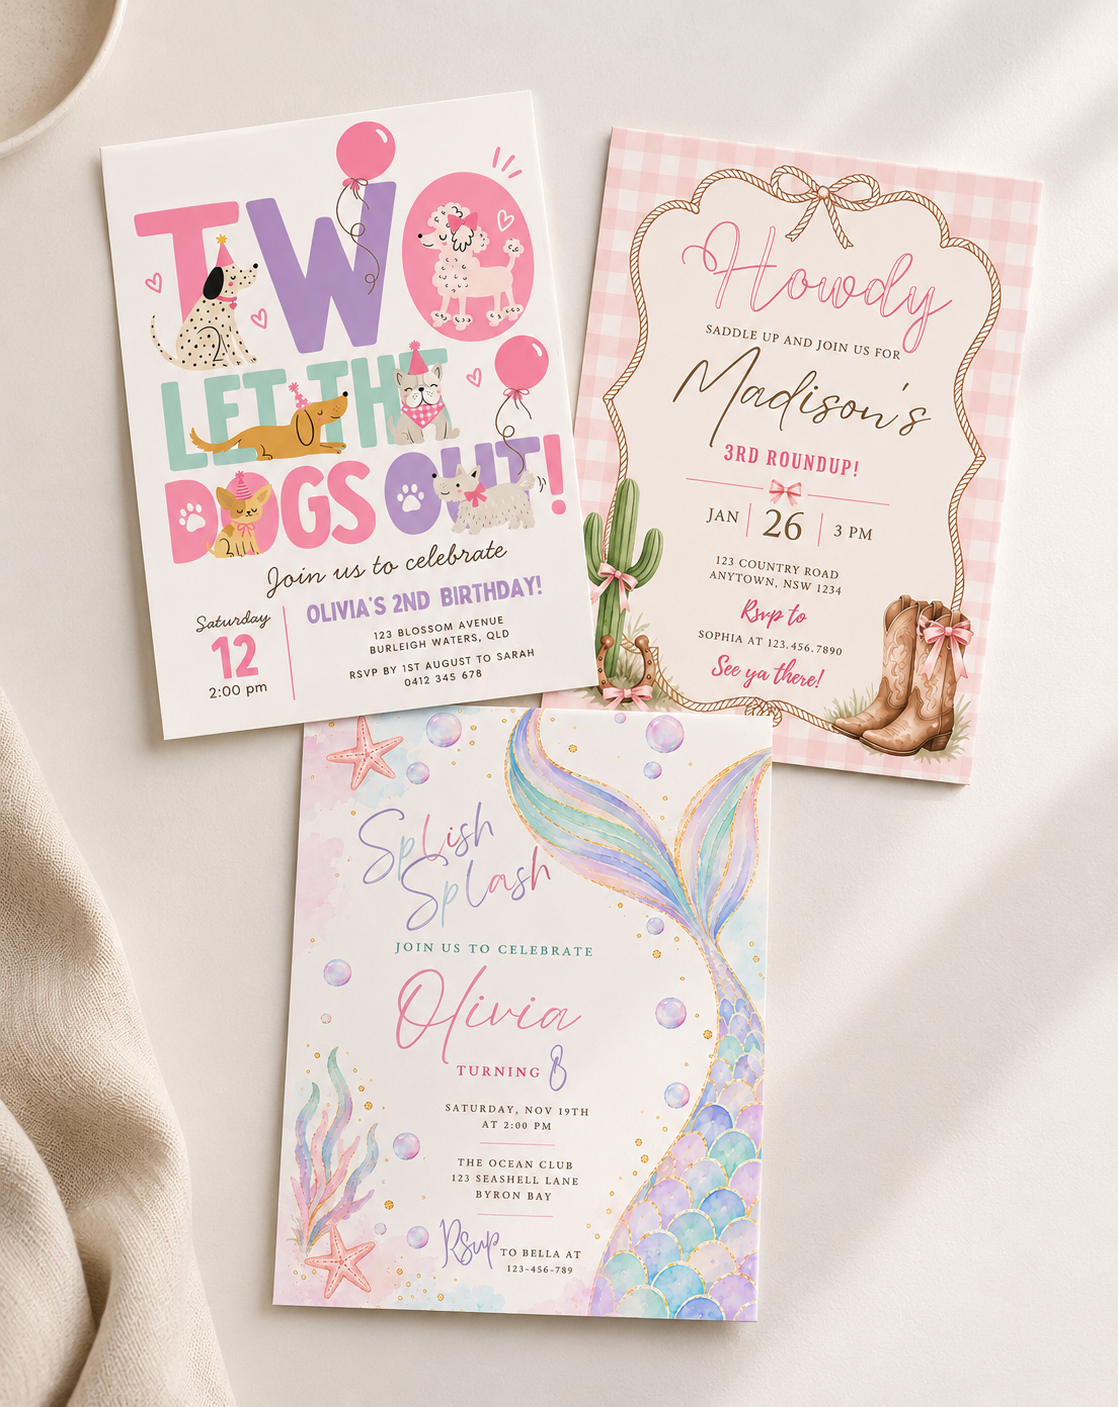 TWO
LET THE
DOGS OUT!
Join us to celebrate
OLIVIA'S 2ND BIRTHDAY!
Saturday
12
2:00 pm
123 BLOSSOM AVENUE
BURLEIGH WATERS, QLD
RSVP BY 1ST AUGUST TO SARAH
0412 345 678
Howdy
SADDLE UP AND JOIN US FOR
Madison's
3RD ROUNDUP!
JAN 26 3 PM
123 COUNTRY ROAD
ANYTOWN, NSW 1234
Rsvp to
SOPHIA AT 123.456.7890
See ya there!
Splish
Splash
JOIN US TO CELEBRATE
Olivia
TURNING 8
SATURDAY, NOV 19TH
AT 2:00 PM
THE OCEAN CLUB
123 SEASHELL LANE
BYRON BAY
RSVP TO BELLA AT
123-456-789